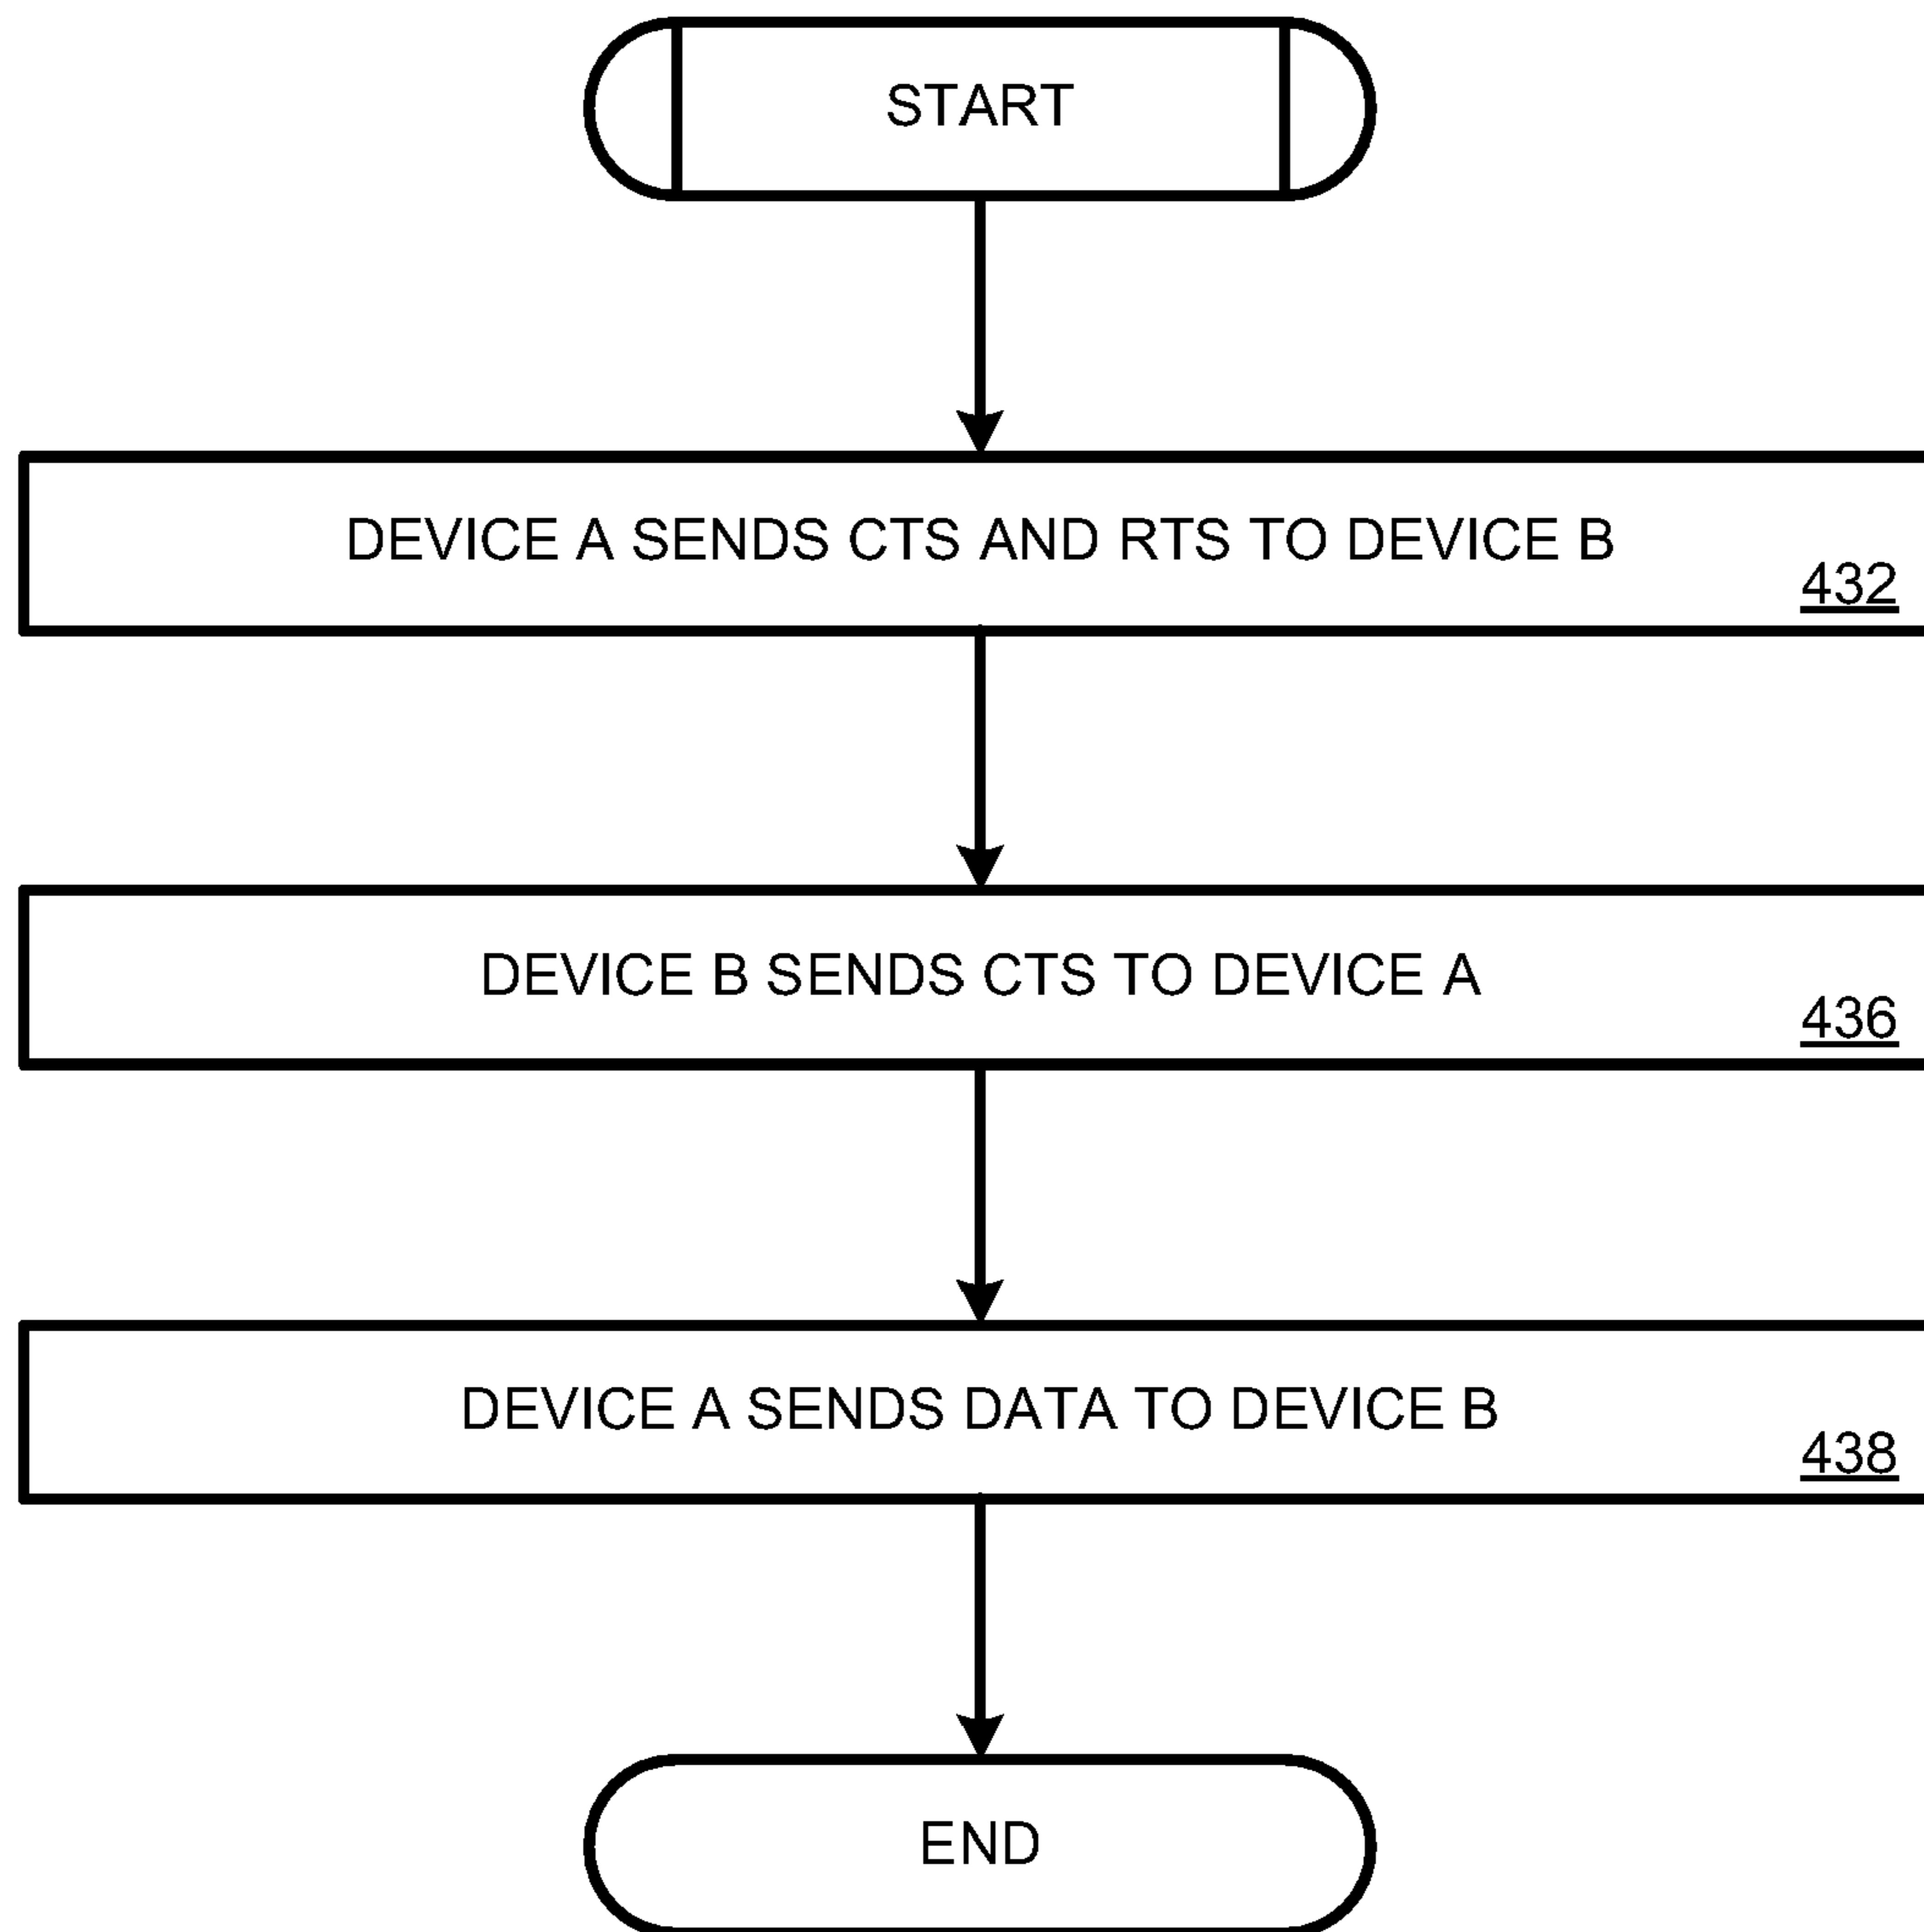 START
DEVICE A SENDS CTS AND RTS TO DEVICE B
432
DEVICE B SENDS CTS TO DEVICE A
436
DEVICE A SENDS DATA TO DEVICE B
438
END